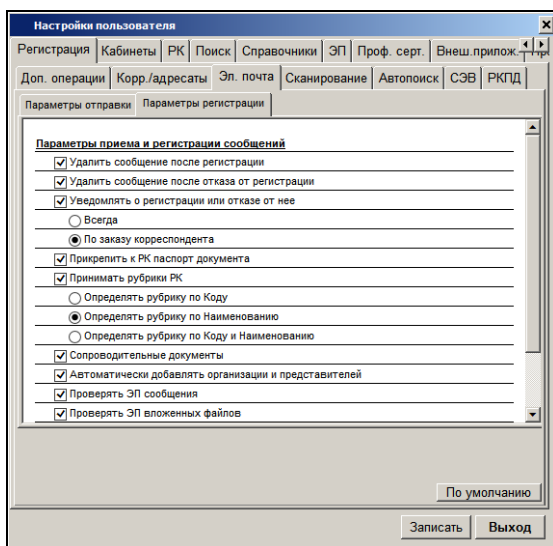 Настройки пользователя
Регистрация Кабинеты РК Поиск Справочники ЭП Проф. серт. Внеш.прилож.
Доп. операции Корр./адресаты Эл. почта Сканирование Автопоиск СЭВ РКПД
Параметры отправки Параметры регистрации
Параметры приема и регистрации сообщений
Удалить сообщение после регистрации
Удалить сообщение после отказа от регистрации
Уведомлять о регистрации или отказе от нее
Всегда
По заказу корреспондента
Прикрепить к РК паспорт документа
Принимать рубрики РК
Определять рубрику по Коду
Определять рубрику по Наименованию
Определять рубрику по Коду и Наименованию
Сопроводительные документы
Автоматически добавлять организации и представителей
Проверять ЭП сообщения
Проверять ЭП вложенных файлов
По умолчанию
Записать Выход